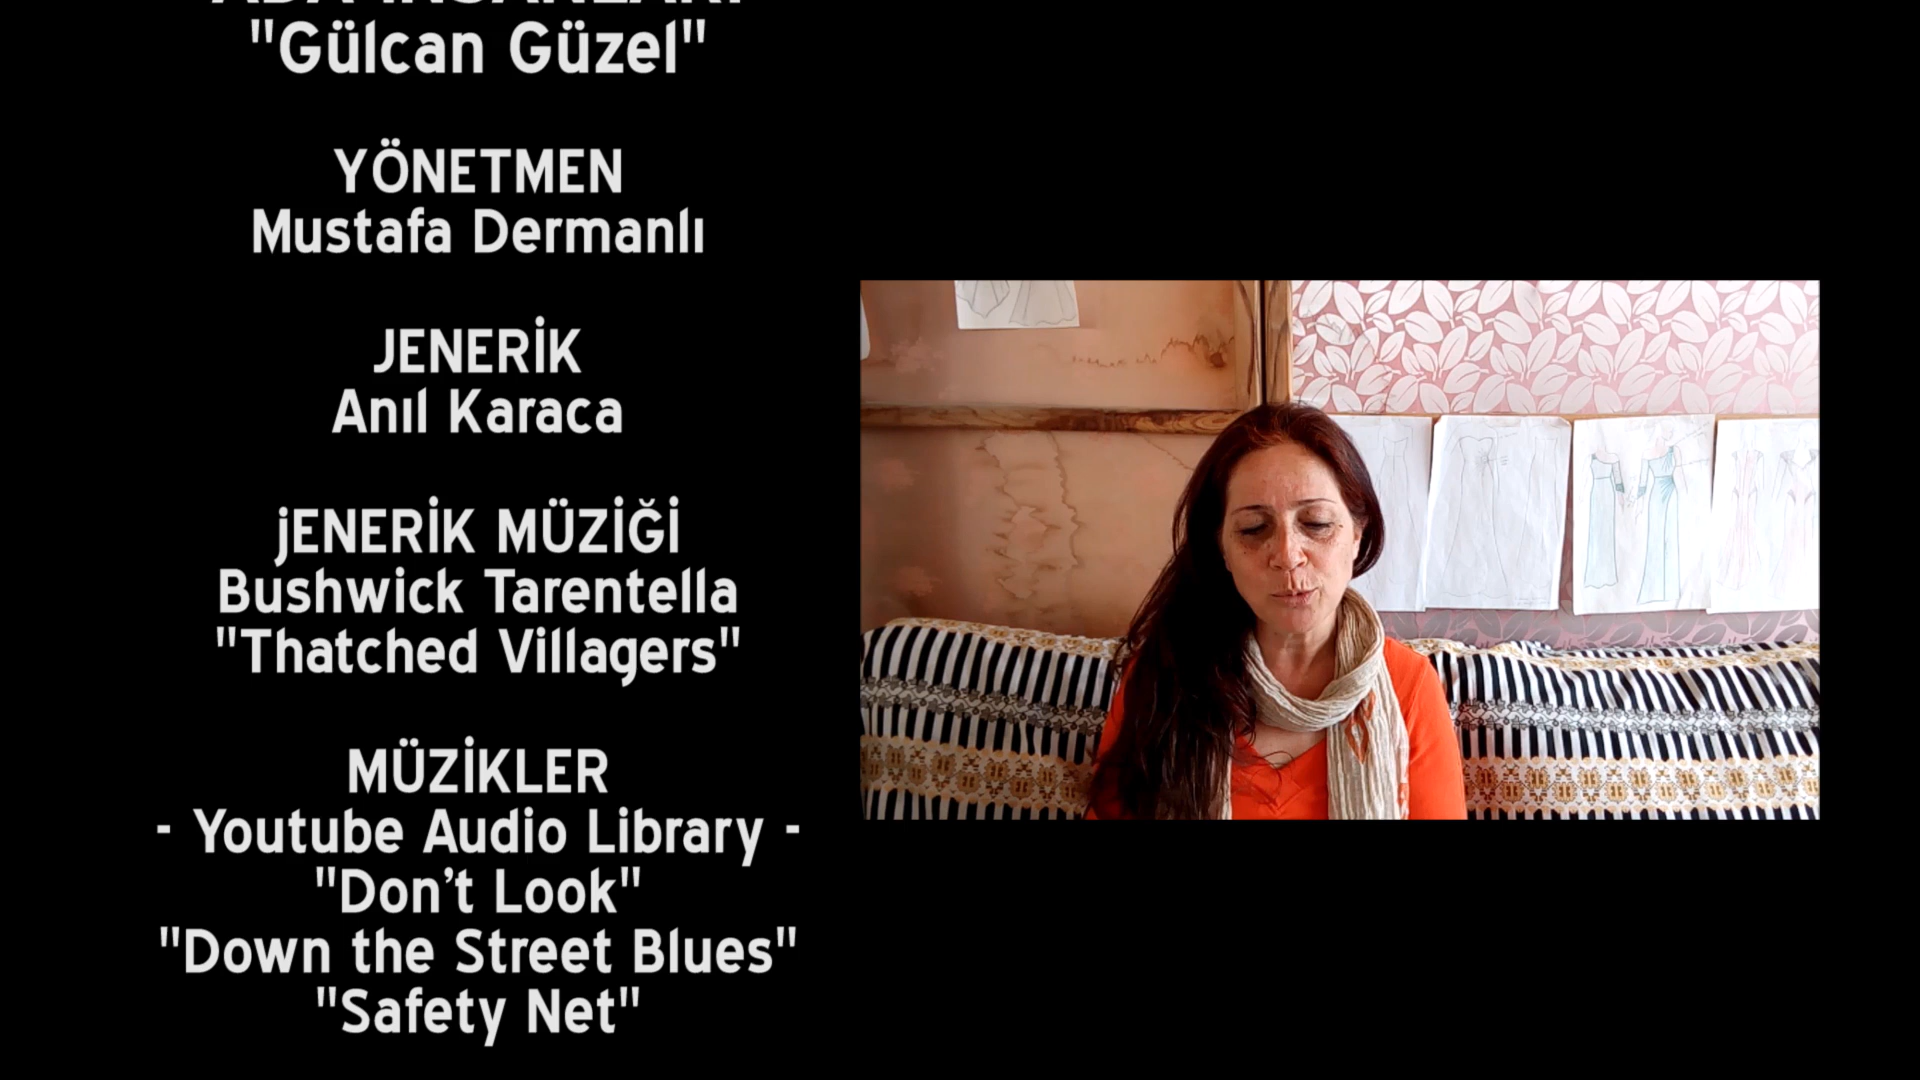 "Gülcan Güzel"
YÖNETMEN
Mustafa Dermanlı
JENERİK
Anıl Karaca
jENERİK MÜZİĞİ
Bushwick Tarentella
"Thatched Villagers"
MÜZİKLER
- Youtube Audio Library -
"Don't Look"
"Down the Street Blues"
"Safety Net"